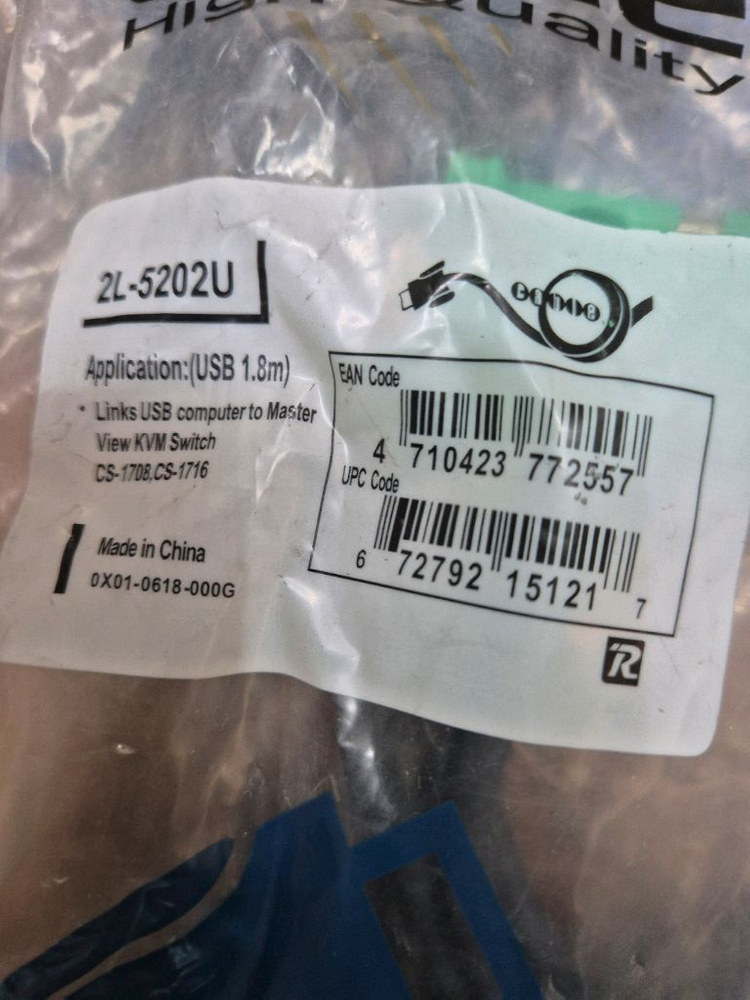 High Quality
2L-5202U
Application:(USB 1.8m)
• Links USB computer to Master
View KVM Switch
CS-1708,CS-1716
Made in China
0X01-0618-000G
EAN Code
4 710423 772557
UPC Code
6 72792 15121 7
R